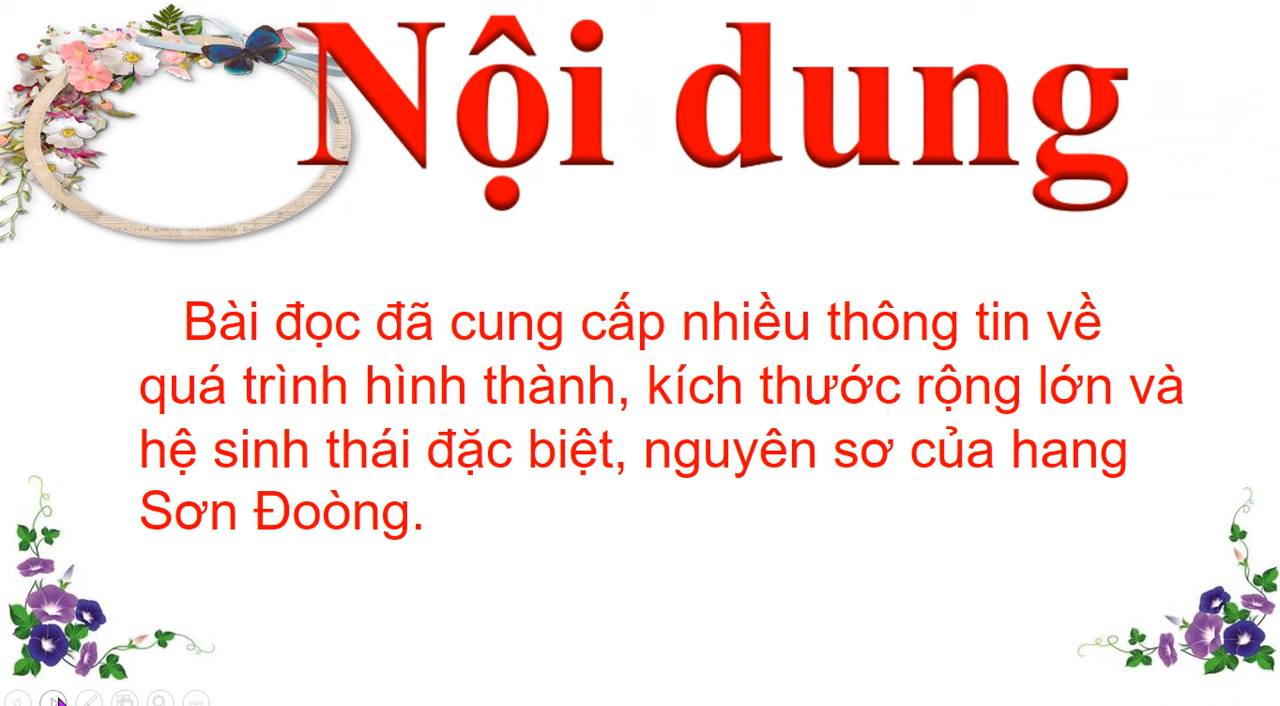 Nội dung
Bài đọc đã cung cấp nhiều thông tin về
quá trình hình thành, kích thước rộng lớn và
hệ sinh thái đặc biệt, nguyên sơ của hang
Sơn Đoòng.